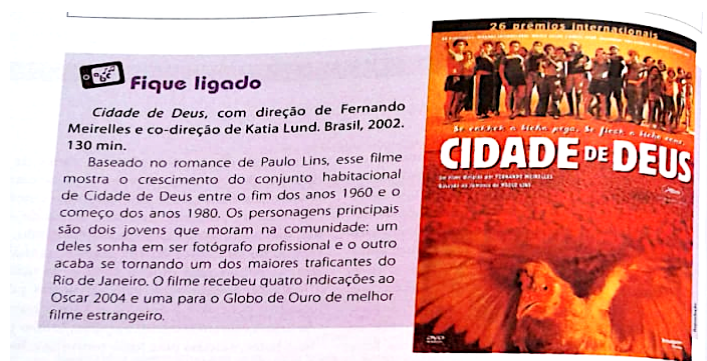 Fique ligado
Cidade de Deus, com direção de Fernando
Meirelles e co-direção de Katia Lund. Brasil, 2002.
130 min.
Baseado no romance de Paulo Lins, esse filme
mostra o crescimento do conjunto habitacional
de Cidade de Deus entre o fim dos anos 1960 e o
começo dos anos 1980. Os personagens principais
são dois jovens que moram na comunidade: um
deles sonha em ser fotógrafo profissional e o outro
acaba se tornando um dos maiores traficantes do
Rio de Janeiro. O filme recebeu quatro indicações ao
Oscar 2004 e uma para o Globo de Ouro de melhor
filme estrangeiro.
26 prêmios internacionais
Se correr o bicho pega. Se ficar o bicho come.
CIDADE DE DEUS
Um filme dirigido por FERNANDO MEIRELLES
Baseado no romance de PAULO LINS
DVD